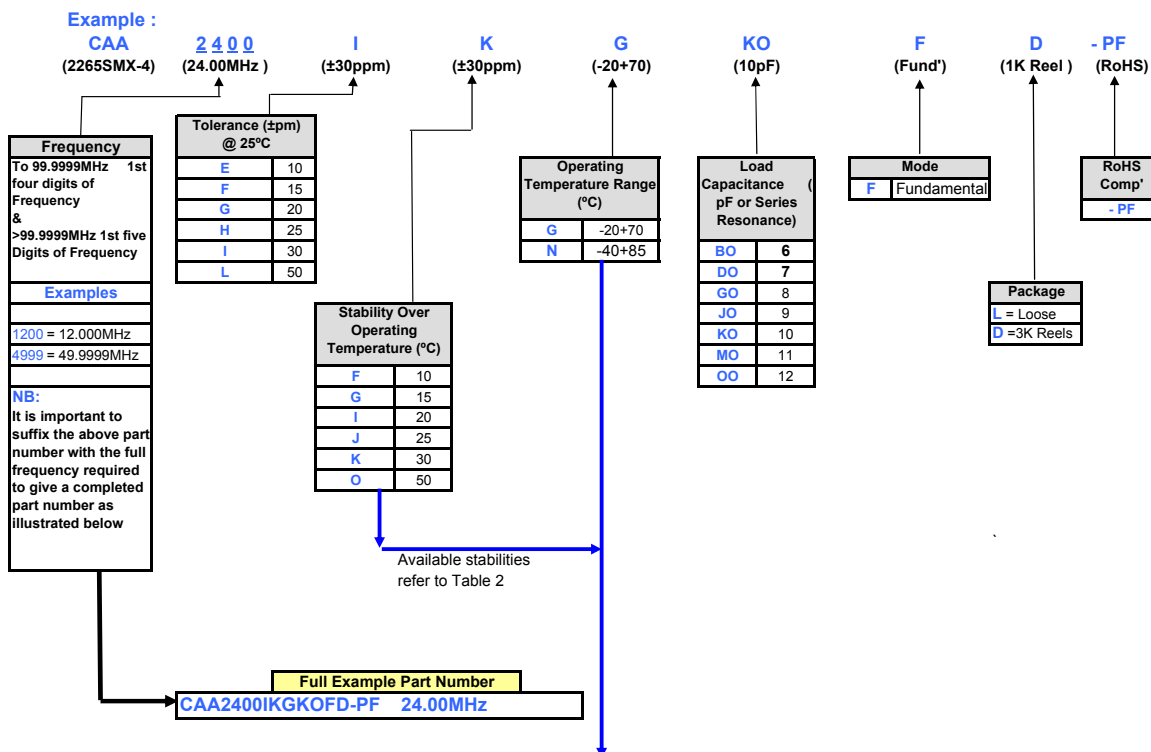 Example :
CAA 2400 I K G KO F D - PF
(2265SMX-4) (24.00MHz ) (±30ppm) (±30ppm) (-20+70) (10pF) (Fund') (1K Reel ) (RoHS)
Frequency
To 99.9999MHz 1st
four digits of
Frequency
&
>99.9999MHz 1st five
Digits of Frequency
Examples
1200 = 12.000MHz
4999 = 49.9999MHz
NB:
It is important to
suffix the above part
number with the full
frequency required
to give a completed
part number as
illustrated below
Tolerance (±pm)
@ 25ºC
E 10
F 15
G 20
H 25
I 30
L 50
Stability Over
Operating
Temperature (ºC)
F 10
G 15
I 20
J 25
K 30
O 50
Available stabilities
refer to Table 2
Operating
Temperature Range
(ºC)
G -20+70
N -40+85
Load
Capacitance (
pF or Series
Resonance)
BO 6
DO 7
GO 8
JO 9
KO 10
MO 11
OO 12
Mode
F Fundamental
Package
L = Loose
D =3K Reels
RoHS
Comp'
- PF
Full Example Part Number
CAA2400IKGKOFD-PF 24.00MHz